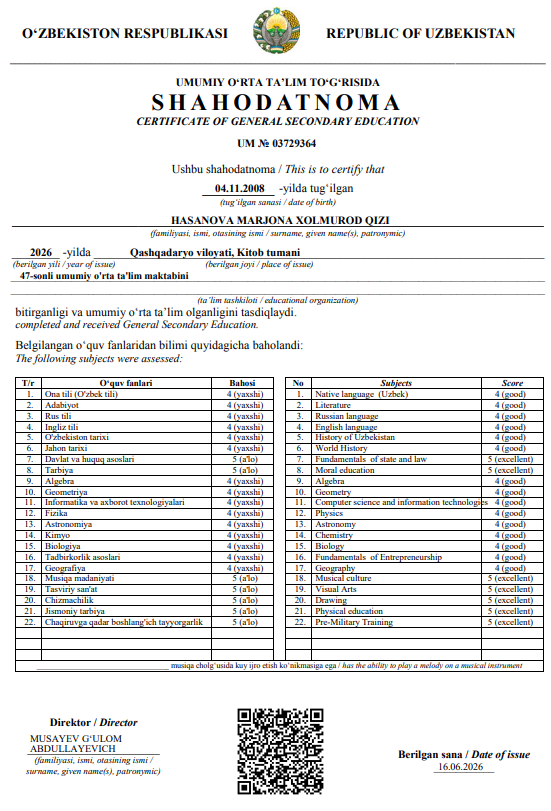 O‘ZBEKISTON RESPUBLIKASI REPUBLIC OF UZBEKISTAN
UMUMIY O‘RTA TA’LIM TO‘G‘RISIDA
SHAHODATNOMA
CERTIFICATE OF GENERAL SECONDARY EDUCATION
UM № 03729364
Ushbu shahodatnoma / This is to certify that
04.11.2008 -yilda tug‘ilgan
(tug‘ilgan sanasi / date of birth)
HASANOVA MARJONA XOLMUROD QIZI
(familiyasi, ismi, otasining ismi / surname, given name(s), patronymic)
2026 -yilda Qashqadaryo viloyati, Kitob tumani
(berilgan yili / year of issue) (berilgan joyi / place of issue)
47-sonli umumiy o'rta ta'lim maktabini
(ta’lim tashkiloti / educational organization)
bitirganligi va umumiy o‘rta ta’lim olganligini tasdiqlaydi.
completed and received General Secondary Education.
Belgilangan o‘quv fanlaridan bilimi quyidagicha baholandi:
The following subjects were assessed:
T/r O‘quv fanlari Bahosi No Subjects Score
1. Ona tili (O'zbek tili) 4 (yaxshi) 1. Native language (Uzbek) 4 (good)
2. Adabiyot 4 (yaxshi) 2. Literature 4 (good)
3. Rus tili 4 (yaxshi) 3. Russian language 4 (good)
4. Ingliz tili 4 (yaxshi) 4. English language 4 (good)
5. O'zbekiston tarixi 4 (yaxshi) 5. History of Uzbekistan 4 (good)
6. Jahon tarixi 4 (yaxshi) 6. World History 4 (good)
7. Davlat va huquq asoslari 5 (a'lo) 7. Fundamentals of state and law 5 (excellent)
8. Tarbiya 5 (a'lo) 8. Moral education 5 (excellent)
9. Algebra 4 (yaxshi) 9. Algebra 4 (good)
10. Geometriya 4 (yaxshi) 10. Geometry 4 (good)
11. Informatika va axborot texnologiyalari 4 (yaxshi) 11. Computer science and information technologies 4 (good)
12. Fizika 4 (yaxshi) 12. Physics 4 (good)
13. Astronomiya 4 (yaxshi) 13. Astronomy 4 (good)
14. Kimyo 4 (yaxshi) 14. Chemistry 4 (good)
15. Biologiya 4 (yaxshi) 15. Biology 4 (good)
16. Tadbirkorlik asoslari 4 (yaxshi) 16. Fundamentals of Entrepreneurship 4 (good)
17. Geografiya 4 (yaxshi) 17. Geography 4 (good)
18. Musiqa madaniyati 5 (a'lo) 18. Musical culture 5 (excellent)
19. Tasviriy san'at 5 (a'lo) 19. Visual Arts 5 (excellent)
20. Chizmachilik 5 (a'lo) 20. Drawing 5 (excellent)
21. Jismoniy tarbiya 5 (a'lo) 21. Physical education 5 (excellent)
22. Chaqiruvga qadar boshlang'ich tayyorgarlik 5 (a'lo) 22. Pre-Military Training 5 (excellent)
musiqa cholg‘usida kuy ijro etish ko‘nikmasiga ega / has the ability to play a melody on a musical instrument
Direktor / Director
MUSAYEV G‘ULOM
ABDULLAYEVICH
(familiyasi, ismi, otasining ismi /
surname, given name(s), patronymic)
Berilgan sana / Date of issue
16.06.2026